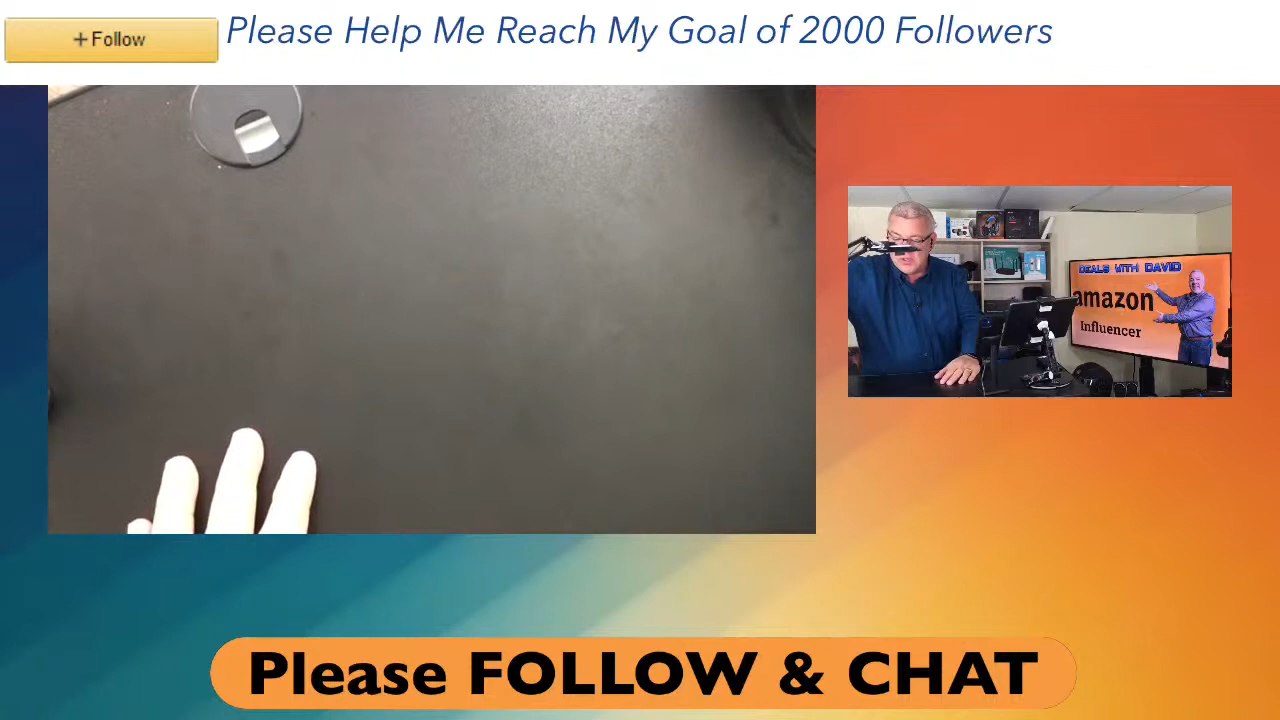 +Follow
Please Help Me Reach My Goal of 2000 Followers
DEALS WITH DAVID
amazon
Influencer
Please FOLLOW & CHAT